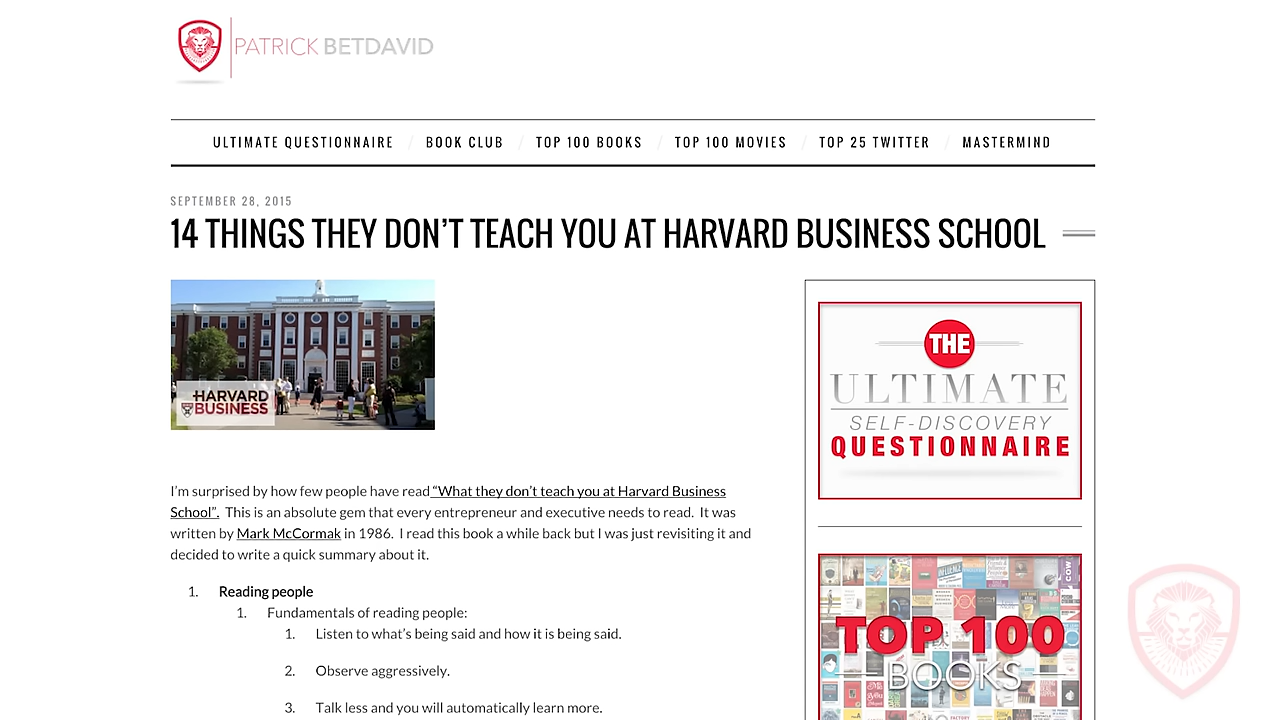 PATRICK BETDAVID
ULTIMATE QUESTIONNAIRE / BOOK CLUB / TOP 100 BOOKS / TOP 100 MOVIES / TOP 25 TWITTER / MASTERMIND
SEPTEMBER 28, 2015
14 THINGS THEY DON’T TEACH YOU AT HARVARD BUSINESS SCHOOL
HARVARD
BUSINESS
I’m surprised by how few people have read “What they don’t teach you at Harvard Business
School”. This is an absolute gem that every entrepreneur and executive needs to read. It was
written by Mark McCormak in 1986. I read this book a while back but I was just revisiting it and
decided to write a quick summary about it.
1. Reading people
1. Fundamentals of reading people:
1. Listen to what’s being said and how it is being said.
2. Observe aggressively.
3. Talk less and you will automatically learn more.
THE
ULTIMATE
SELF-DISCOVERY
QUESTIONNAIRE
TOP 100
BOOKS